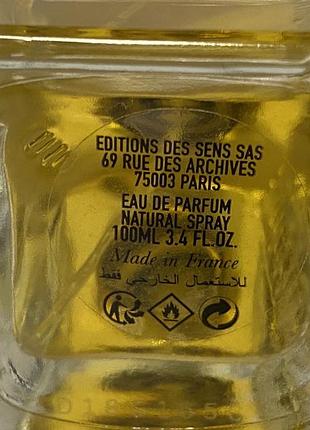 EDITIONS DES SENS SAS
69 RUE DES ARCHIVES
75003 PARIS
EAU DE PARFUM
NATURAL SPRAY
100ML 3.4 FL.OZ.
Made in France
للاستعمال الخارجي فقط